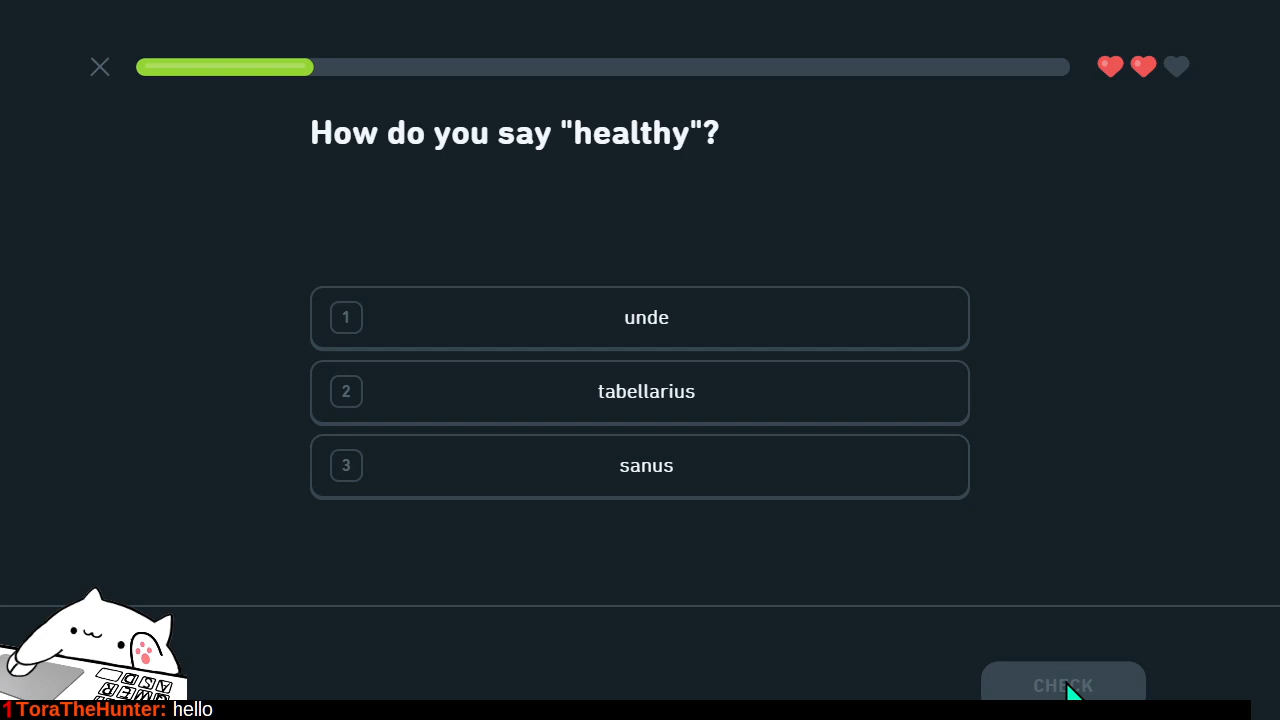 How do you say "healthy"?
1 unde
2 tabellarius
3 sanus
CHECK
A S D
W E R
1 ToraTheHunter: hello